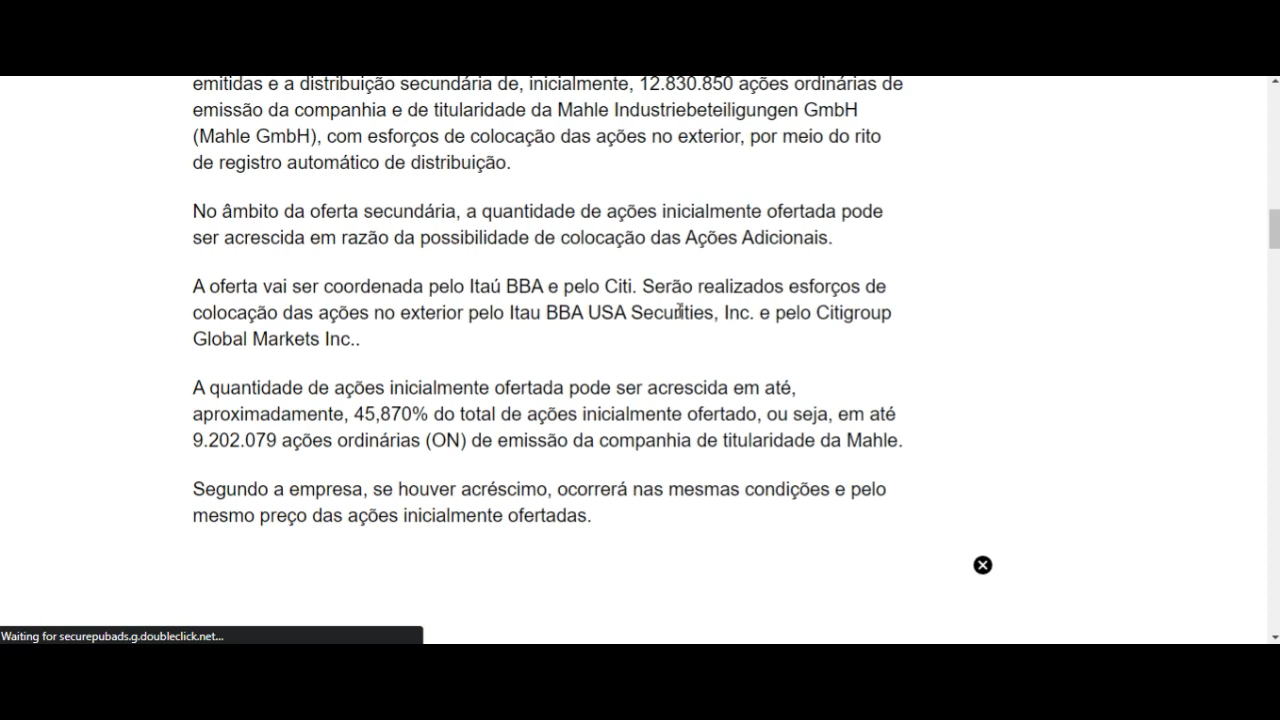 emitidas e a distribuição secundária de, inicialmente, 12.830.850 ações ordinárias de
emissão da companhia e de titularidade da Mahle Industriebeteiligungen GmbH
(Mahle GmbH), com esforços de colocação das ações no exterior, por meio do rito
de registro automático de distribuição.
No âmbito da oferta secundária, a quantidade de ações inicialmente ofertada pode
ser acrescida em razão da possibilidade de colocação das Ações Adicionais.
A oferta vai ser coordenada pelo Itaú BBA e pelo Citi. Serão realizados esforços de
colocação das ações no exterior pelo Itau BBA USA Securities, Inc. e pelo Citigroup
Global Markets Inc..
A quantidade de ações inicialmente ofertada pode ser acrescida em até,
aproximadamente, 45,870% do total de ações inicialmente ofertado, ou seja, em até
9.202.079 ações ordinárias (ON) de emissão da companhia de titularidade da Mahle.
Segundo a empresa, se houver acréscimo, ocorrerá nas mesmas condições e pelo
mesmo preço das ações inicialmente ofertadas.
Waiting for securepubads.g.doubleclick.net...